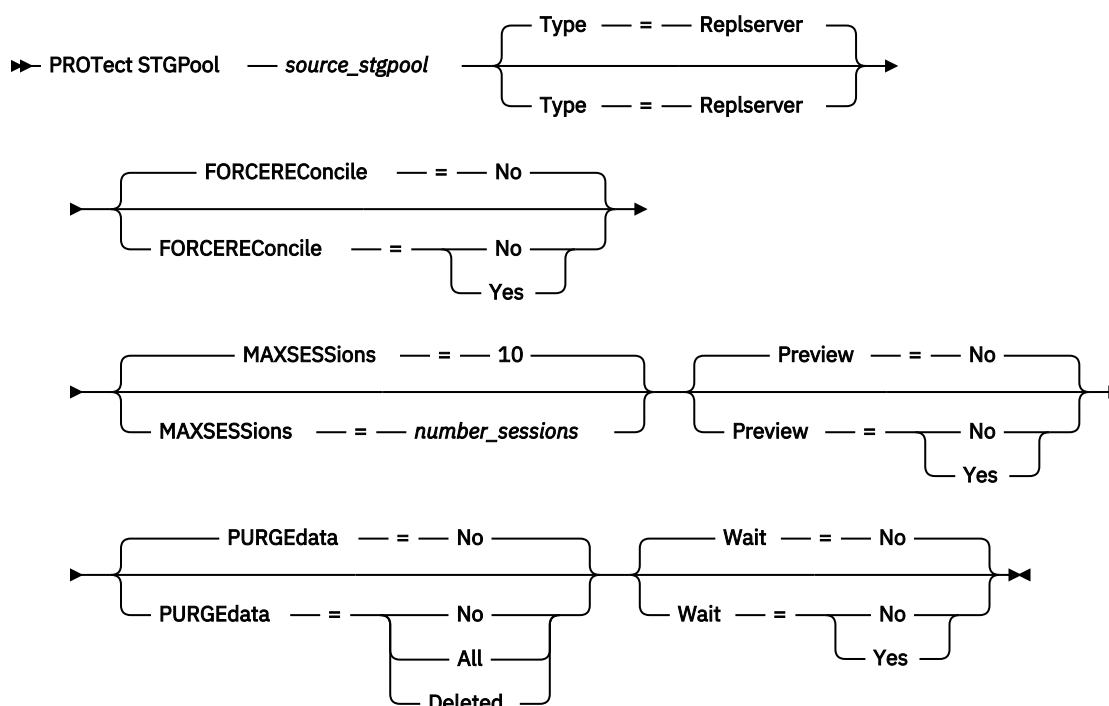 Type = Replserver
PROTect STGPool source_stgpool
Type = Replserver
FORCEREConcile = No
FORCEREConcile = No
Yes
MAXSESSions = 10 Preview = No
MAXSESSions = number_sessions Preview = No
Yes
PURGEdata = No Wait = No
PURGEdata = No Wait = No
All Yes
Deleted